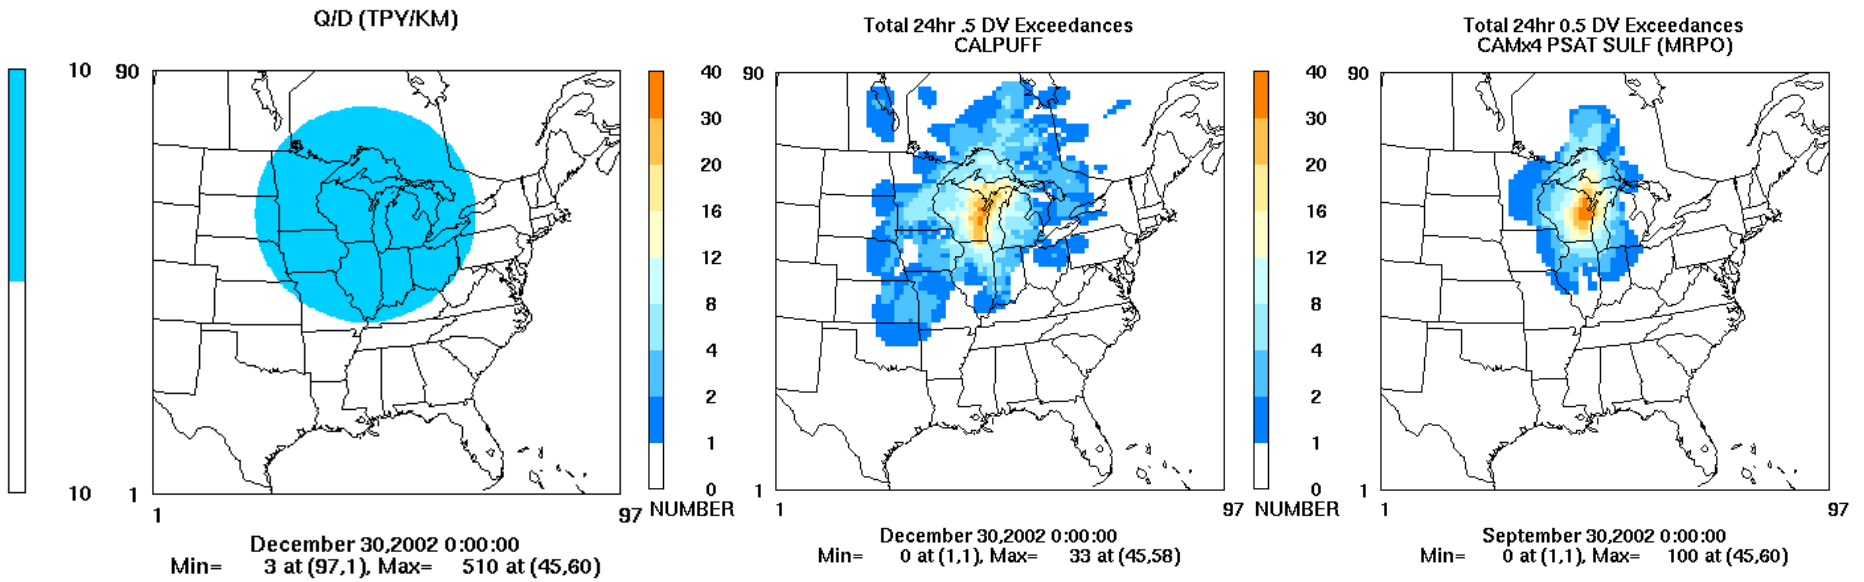 Q/D (TPY/KM)
10
10
90
1
1
97
December 30,2002 0:00:00
Min= 3 at (97,1), Max= 510 at (45,60)
Total 24hr .5 DV Exceedances
CALPUFF
40
30
20
16
12
8
4
2
1
0
NUMBER
90
1
1
97
December 30,2002 0:00:00
Min= 0 at (1,1), Max= 33 at (45,58)
Total 24hr 0.5 DV Exceedances
CAMx4 PSAT SULF (MRPO)
40
30
20
16
12
8
4
2
1
0
NUMBER
90
1
1
97
September 30,2002 0:00:00
Min= 0 at (1,1), Max= 100 at (45,60)